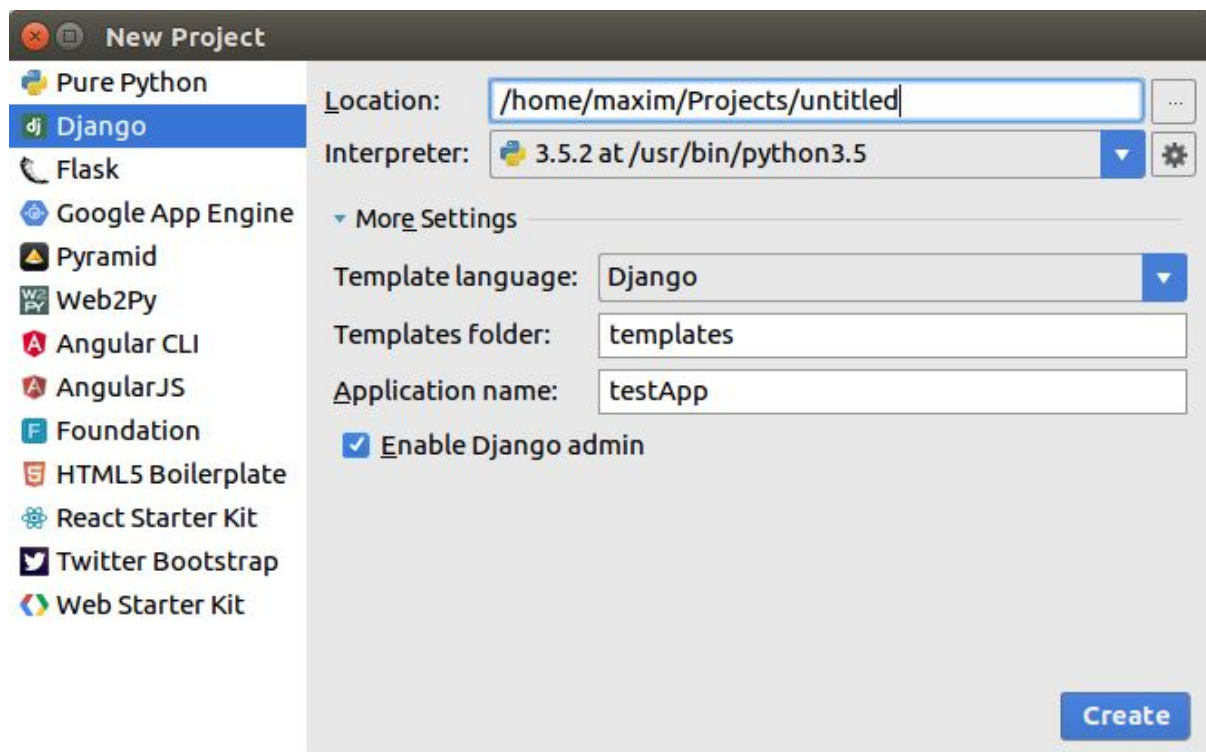 New Project
Pure Python
Django
Flask
Google App Engine
Pyramid
Web2Py
Angular CLI
AngularJS
Foundation
HTML5 Boilerplate
React Starter Kit
Twitter Bootstrap
Web Starter Kit
Location: /home/maxim/Projects/untitled ...
Interpreter: 3.5.2 at /usr/bin/python3.5
More Settings
Template language: Django
Templates folder: templates
Application name: testApp
Enable Django admin
Create